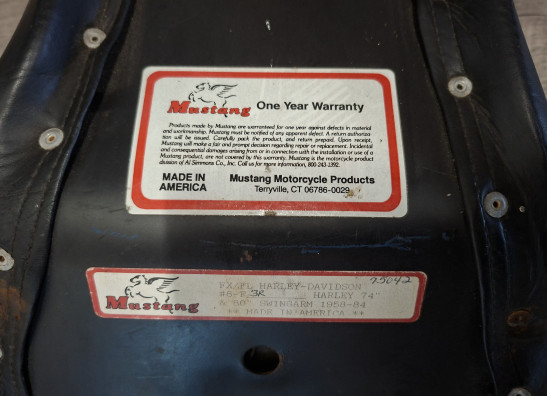 Mustang One Year Warranty
Products made by Mustang are warranteed for one year against defects in material
and workmanship. Mustang must be notified of any apparent defect. A return authoriza-
tion will be issued. Carefully pack the product, and return prepaid. Upon receipt,
Mustang will make a fair and prompt decision regarding repair or replacement. Incidental
and consequential damages arising from or in connection with the installation or use of a
Mustang product, are not covered by this warranty. Mustang is the motorcycle product
division of Al Simmons Co., Inc. Call us for more information, 800-243-1392.
MADE IN
AMERICA
Mustang Motorcycle Products
Terryville, CT 06786-0029
Mustang
75042
FX/FL HARLEY-DAVIDSON
3R HARLEY 74"
& 80" SWINGARM 1958-84
** MADE IN AMERICA **